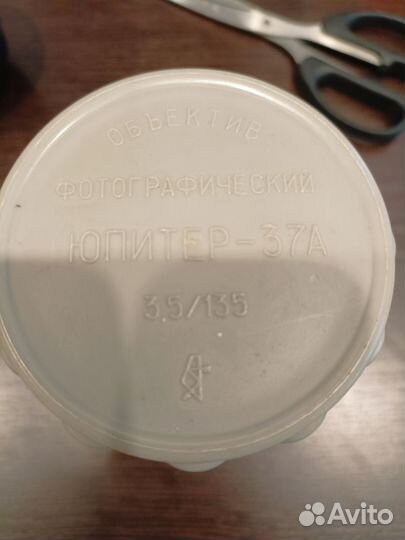 ОБЪЕКТИВ
ФОТОГРАФИЧЕСКИЙ
ЮПИТЕР-37А
3,5/135
Avito